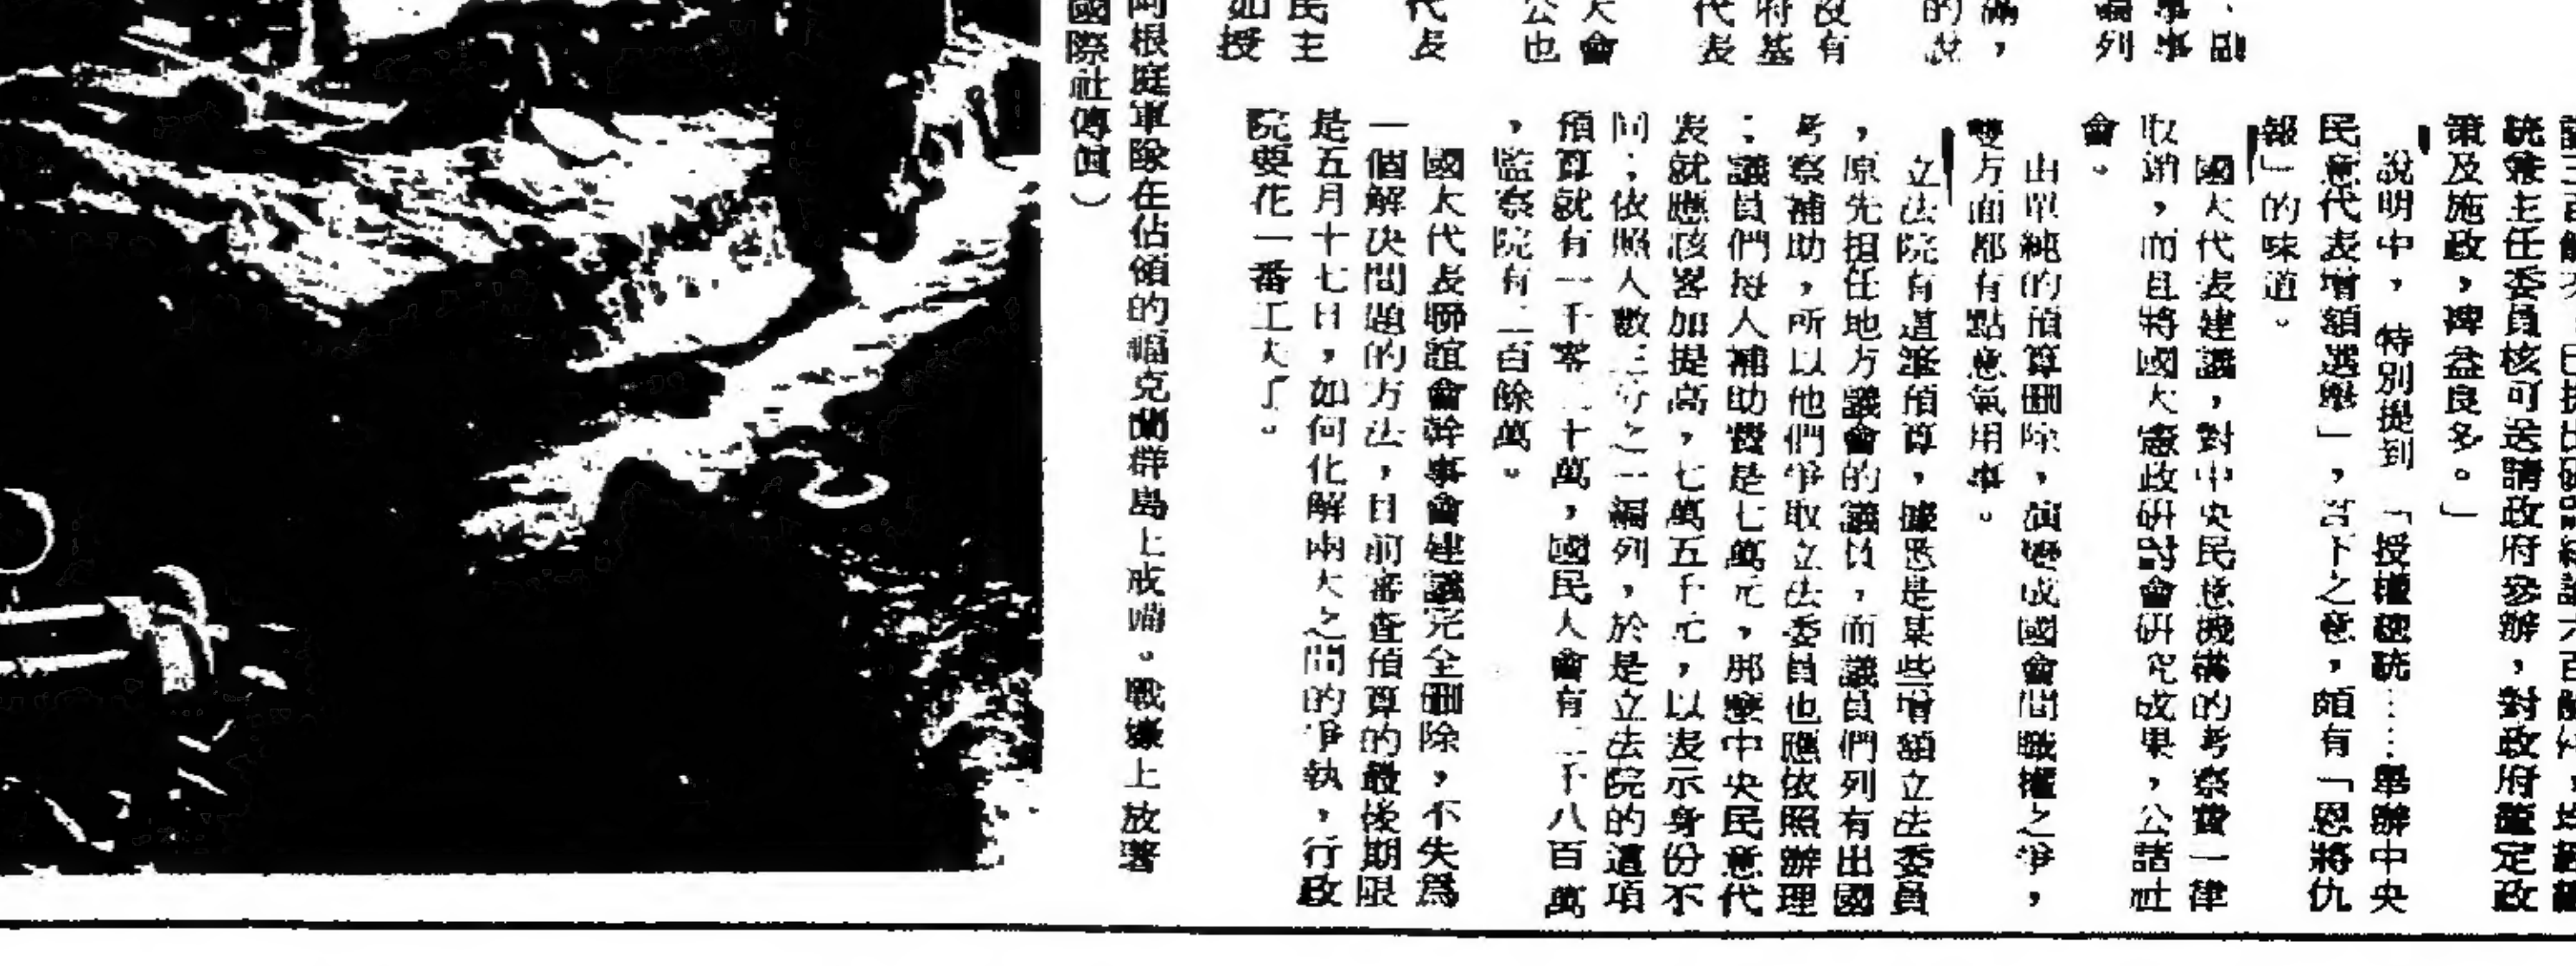 統兼主任委員核可送請政府參辦，對政府釐定政
策及施政，裨益良多。」
說明中，特別提到「授權總統……舉辦中央
民意代表增額選舉」，言下之意，頗有「恩將仇
報」的味道。
國大代表建議，對中央民意機構的考察費一律
取銷，而且將國大憲政研討會研究成果，公諸社
會。
由單純的預算刪除，演變成國會間職權之爭，
雙方面都有點意氣用事。
立法院有這筆預算，據悉是某些增額立法委員
，原先担任地方議會的議員，而議員們列有出國
考察補助，所以他們爭取立法委員也應依照辦理
；議員們每人補助費是七萬元，那麼中央民意代
表就應該畧加提高，七萬五千元，以表示身份不
同；依照人數三分之一編列，於是立法院的這項
預算就有一千零二十萬，國民大會有二千八百萬
，監察院有二百餘萬。
國大代表聯誼會幹事會建議完全刪除，不失爲
一個解決問題的方法，目前審查預算的最後期限
是五月十七日，如何化解兩大之間的爭執，行政
院要花一番工夫了。
阿根庭軍隊在佔領的福克蘭群島上戒備。戰壕上放著
國際社傳眞）